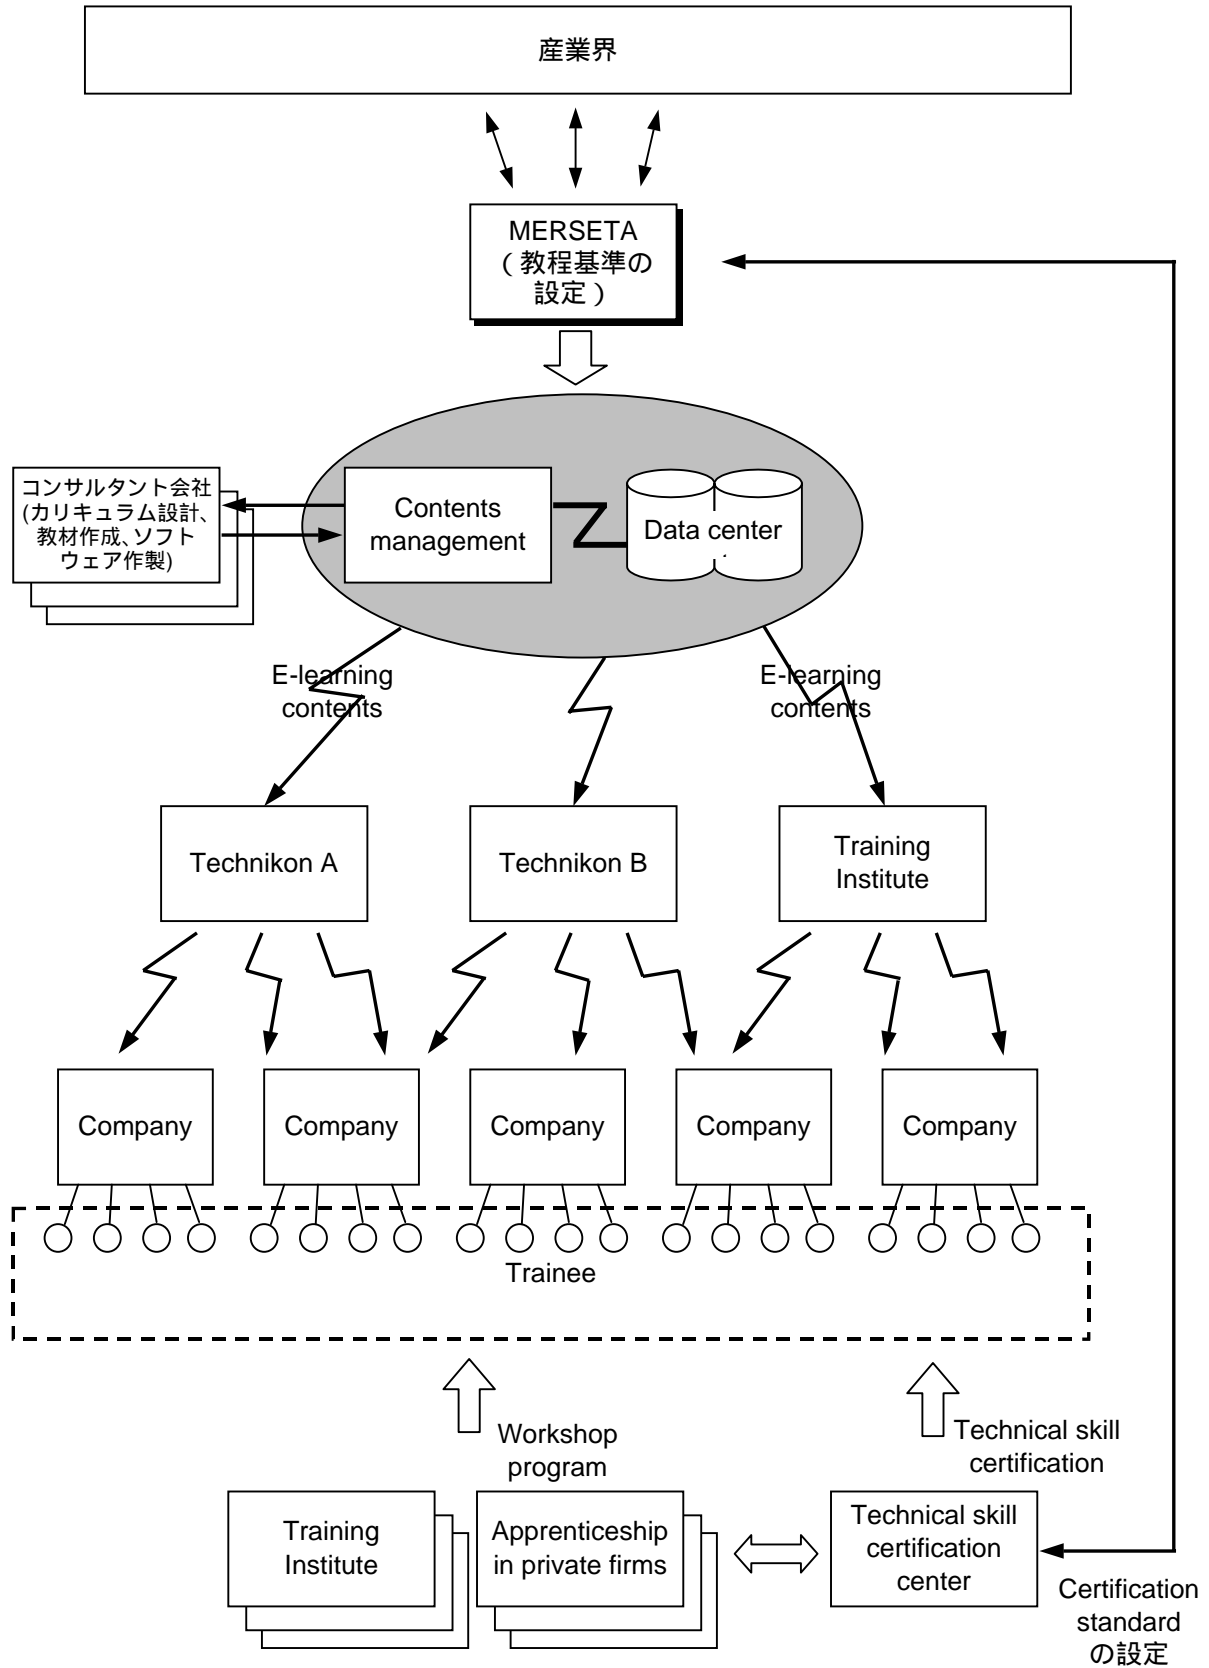 産業界
MERSETA
（教程基準の
設定）
コンサルタント会社
(カリキュラム設計、
教材作成、ソフト
ウェア作製)
Contents
management
Data center
E-learning
contents
E-learning
contents
Technikon A
Technikon B
Training
Institute
Company
Company
Company
Company
Company
Trainee
Workshop
program
Technical skill
certification
Training
Institute
Apprenticeship
in private firms
Technical skill
certification
center
Certification
standard
の設定